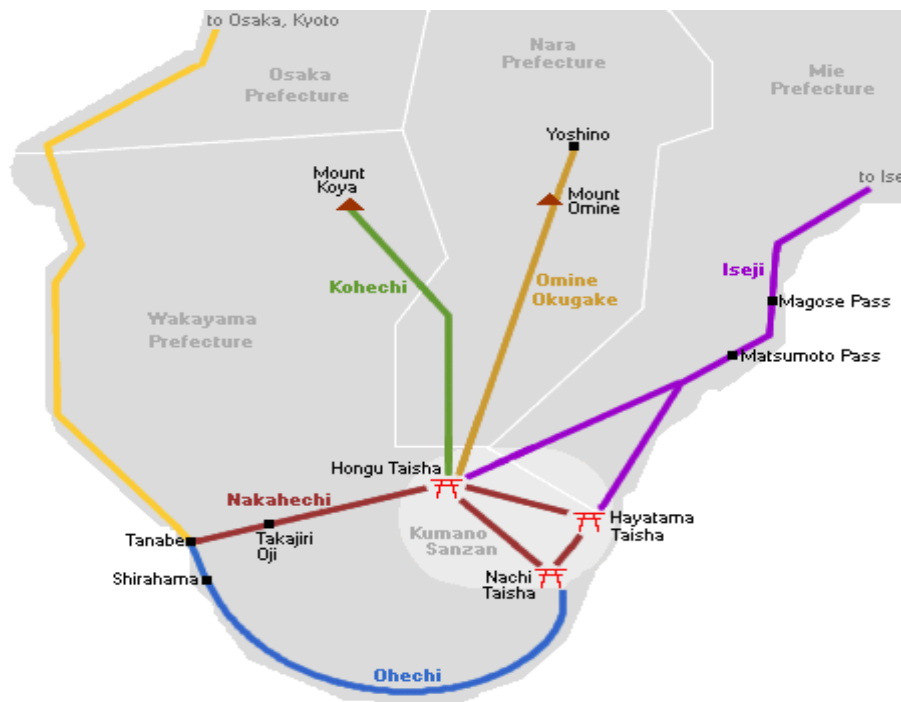 to Osaka, Kyoto
Nara
Prefecture
Osaka
Prefecture
Mie
Prefecture
Yoshino
Mount
Koya
Mount
Omine
to Ise
Kohechi
Omine
Okugake
Iseji
Magose Pass
Wakayama
Prefecture
Matsumoto Pass
Hongu Taisha
Nakahechi
Takajiri
Oji
Tanabe
Kumano
Sanzan
Hayatama
Taisha
Shirahama
Nachi
Taisha
Ohechi